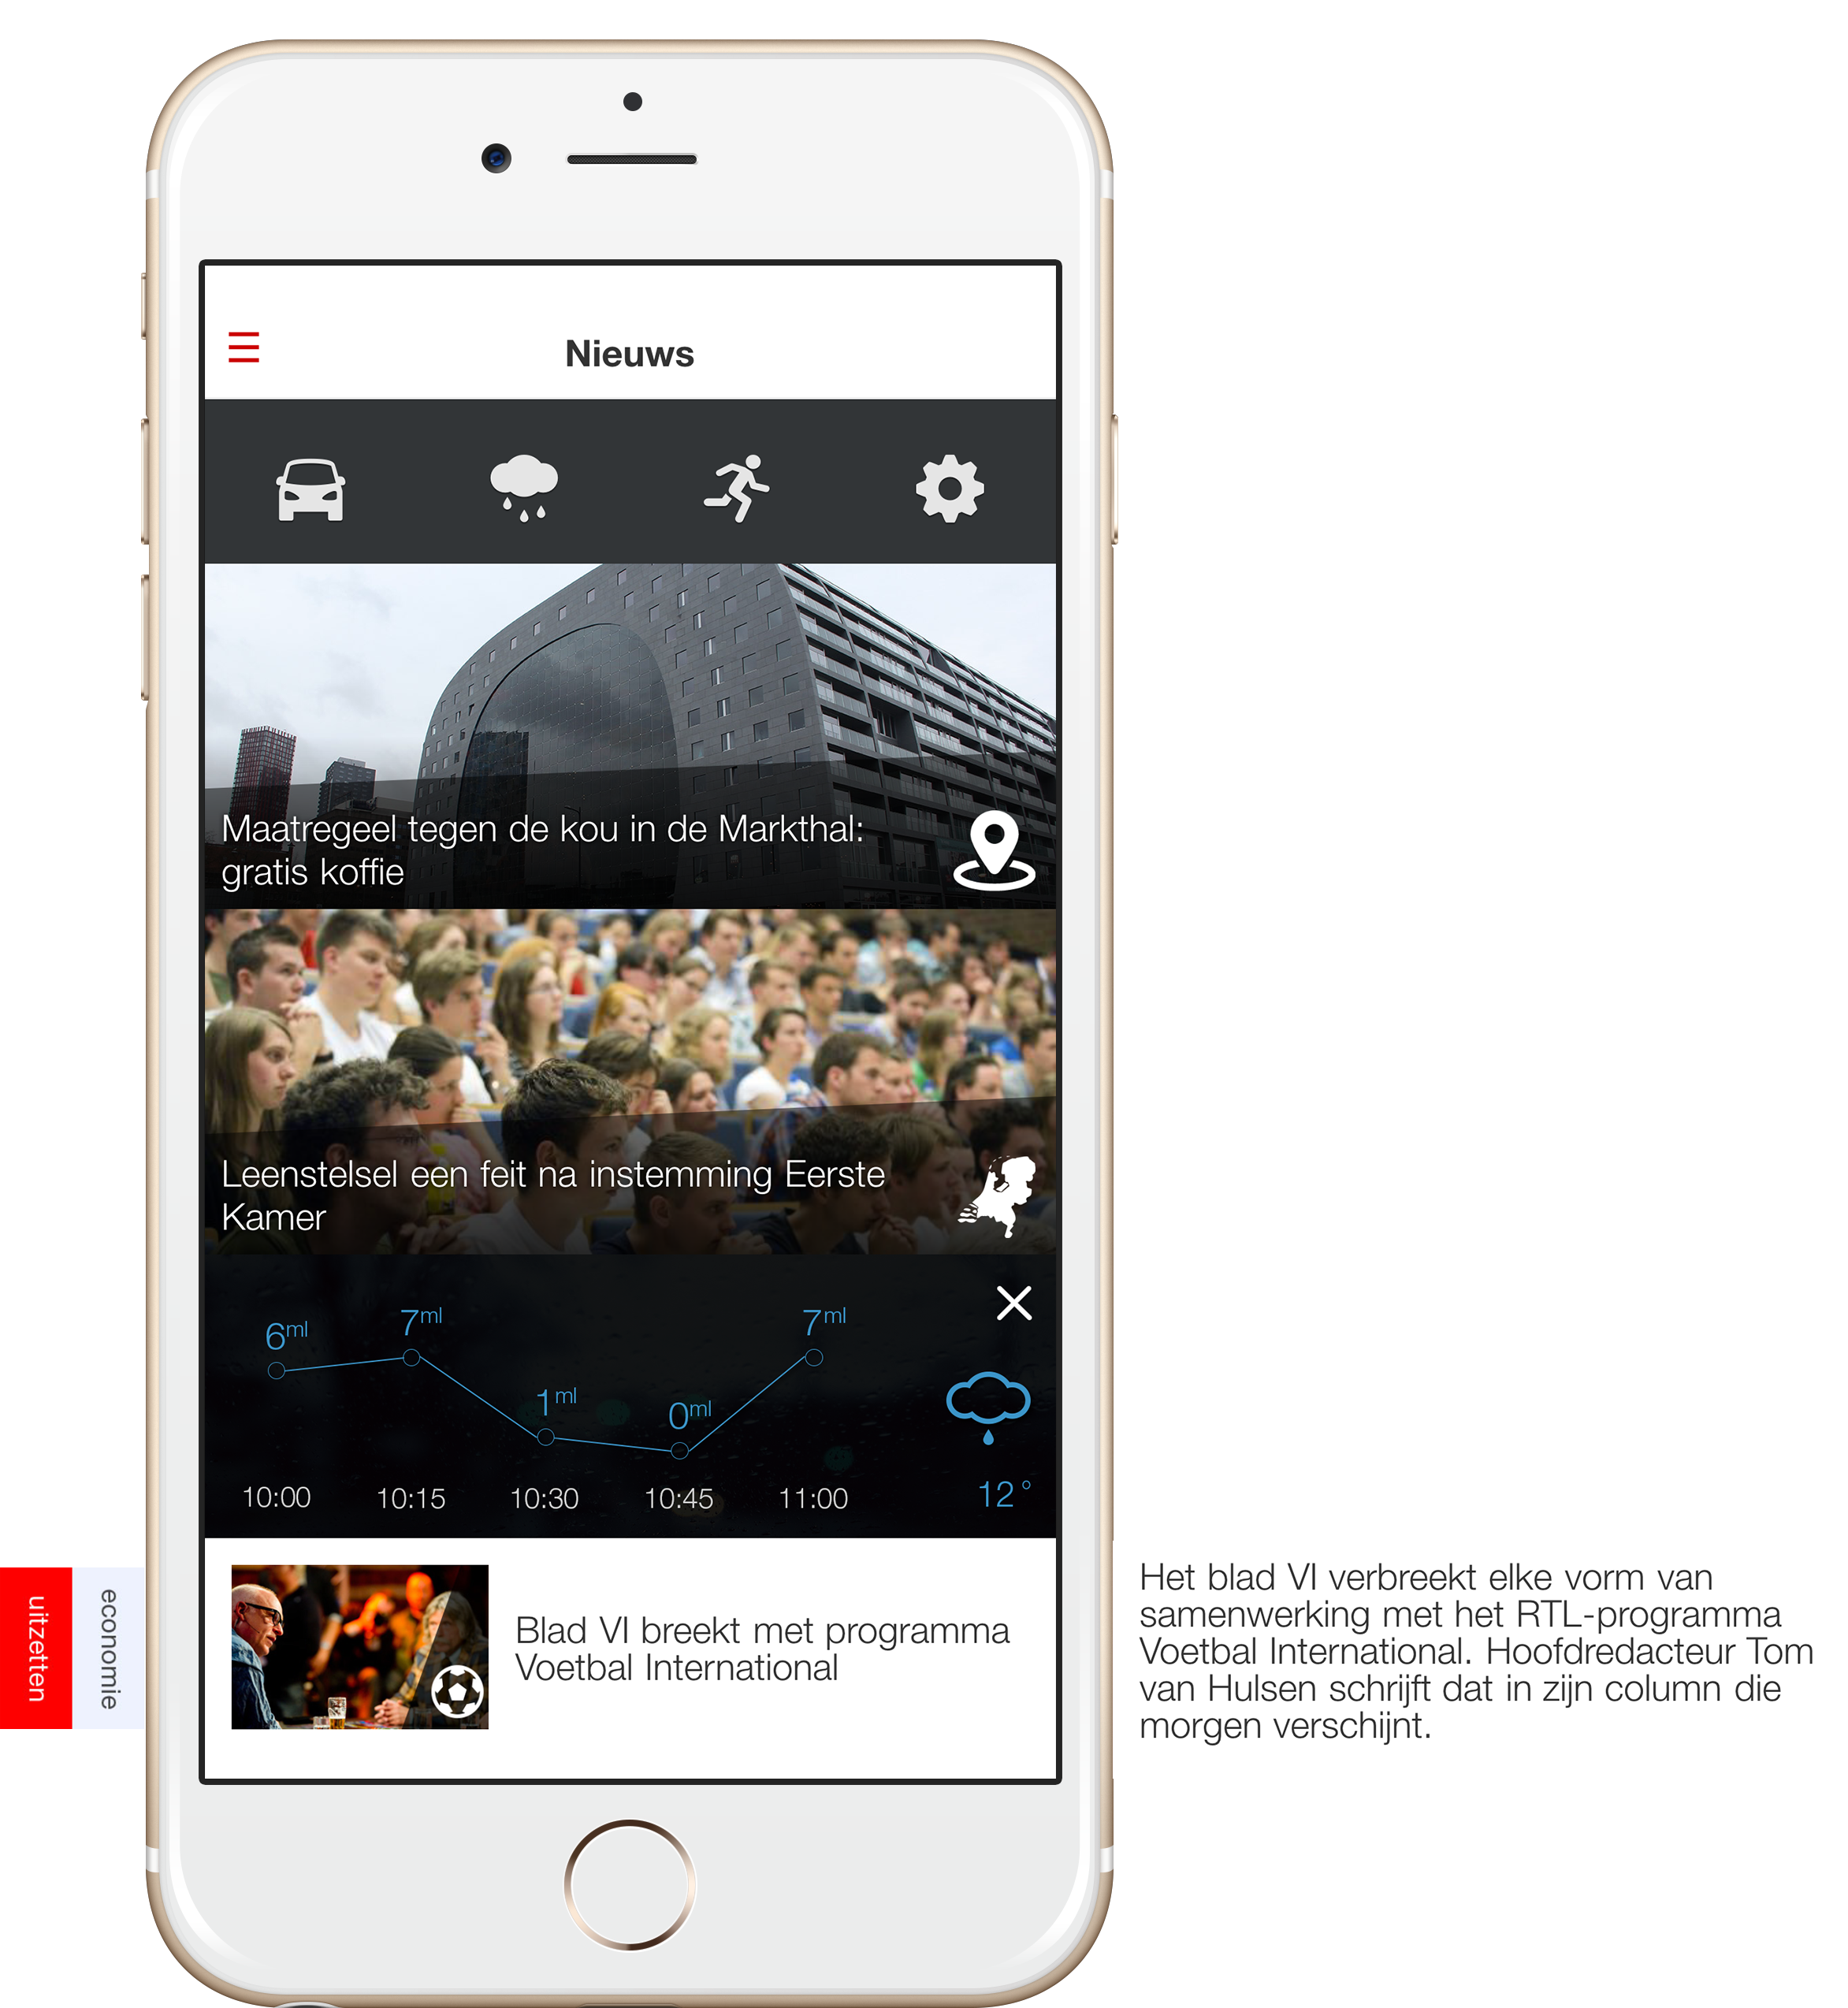 Nieuws
Maatregeel tegen de kou in de Markthal:
gratis koffie
Leenstelsel een feit na instemming Eerste
Kamer
6ml
7ml
1ml
0ml
7ml
10:00
10:15
10:30
10:45
11:00
12°
uitzetten
economie
Blad VI breekt met programma
Voetbal International
Het blad VI verbreekt elke vorm van
samenwerking met het RTL-programma
Voetbal International. Hoofdredacteur Tom
van Hulsen schrijft dat in zijn column die
morgen verschijnt.